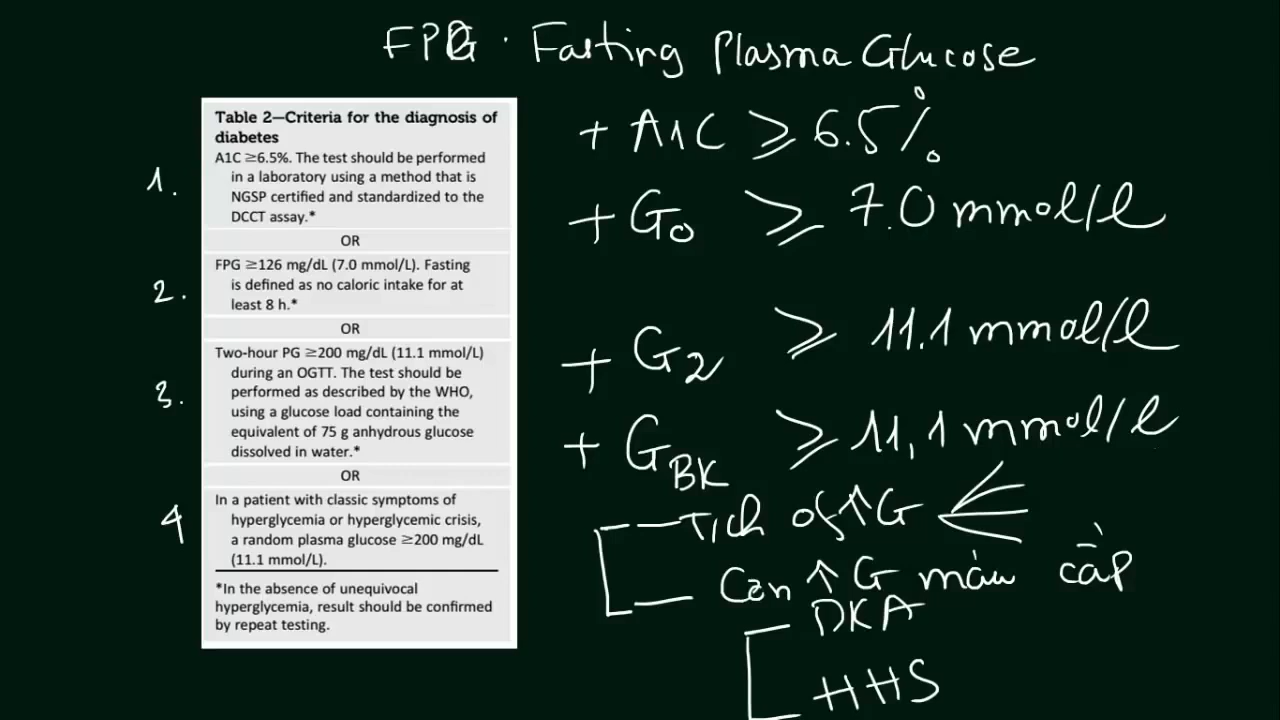 FPG . Fasting Plasma Glucose
Table 2—Criteria for the diagnosis of
diabetes
1.
A1C ≥6.5%. The test should be performed
in a laboratory using a method that is
NGSP certified and standardized to the
DCCT assay.*
OR
2.
FPG ≥126 mg/dL (7.0 mmol/L). Fasting
is defined as no caloric intake for at
least 8 h.*
OR
3.
Two-hour PG ≥200 mg/dL (11.1 mmol/L)
during an OGTT. The test should be
performed as described by the WHO,
using a glucose load containing the
equivalent of 75 g anhydrous glucose
dissolved in water.*
OR
4
In a patient with classic symptoms of
hyperglycemia or hyperglycemic crisis,
a random plasma glucose ≥200 mg/dL
(11.1 mmol/L).
*In the absence of unequivocal
hyperglycemia, result should be confirmed
by repeat testing.
+ A1C ≥ 6.5%
+ G0 ≥ 7.0 mmol/l
+ G2 ≥ 11.1 mmol/l
+ GBK ≥ 11,1 mmol/l
↑G
↑ G máu cấp
DKA
HHS